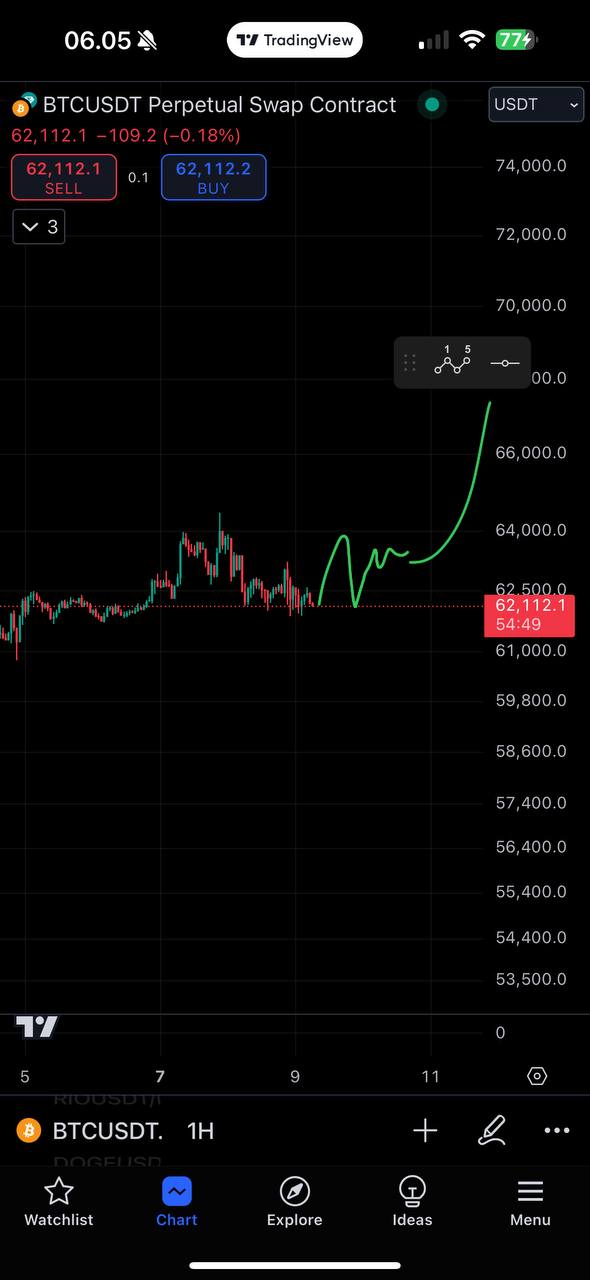 06.05
TradingView
77
BTCUSDT Perpetual Swap Contract
USDT
62,112.1 −109.2 (−0.18%)
62,112.1
SELL
0.1
62,112.2
BUY
3
74,000.0
72,000.0
70,000.0
1 5
00.0
66,000.0
64,000.0
62,500.0
62,112.1
54:49
61,000.0
59,800.0
58,600.0
57,400.0
56,400.0
55,400.0
54,400.0
53,500.0
0
5 7 9 11
BTCUSDT. 1H
Watchlist Chart Explore Ideas Menu